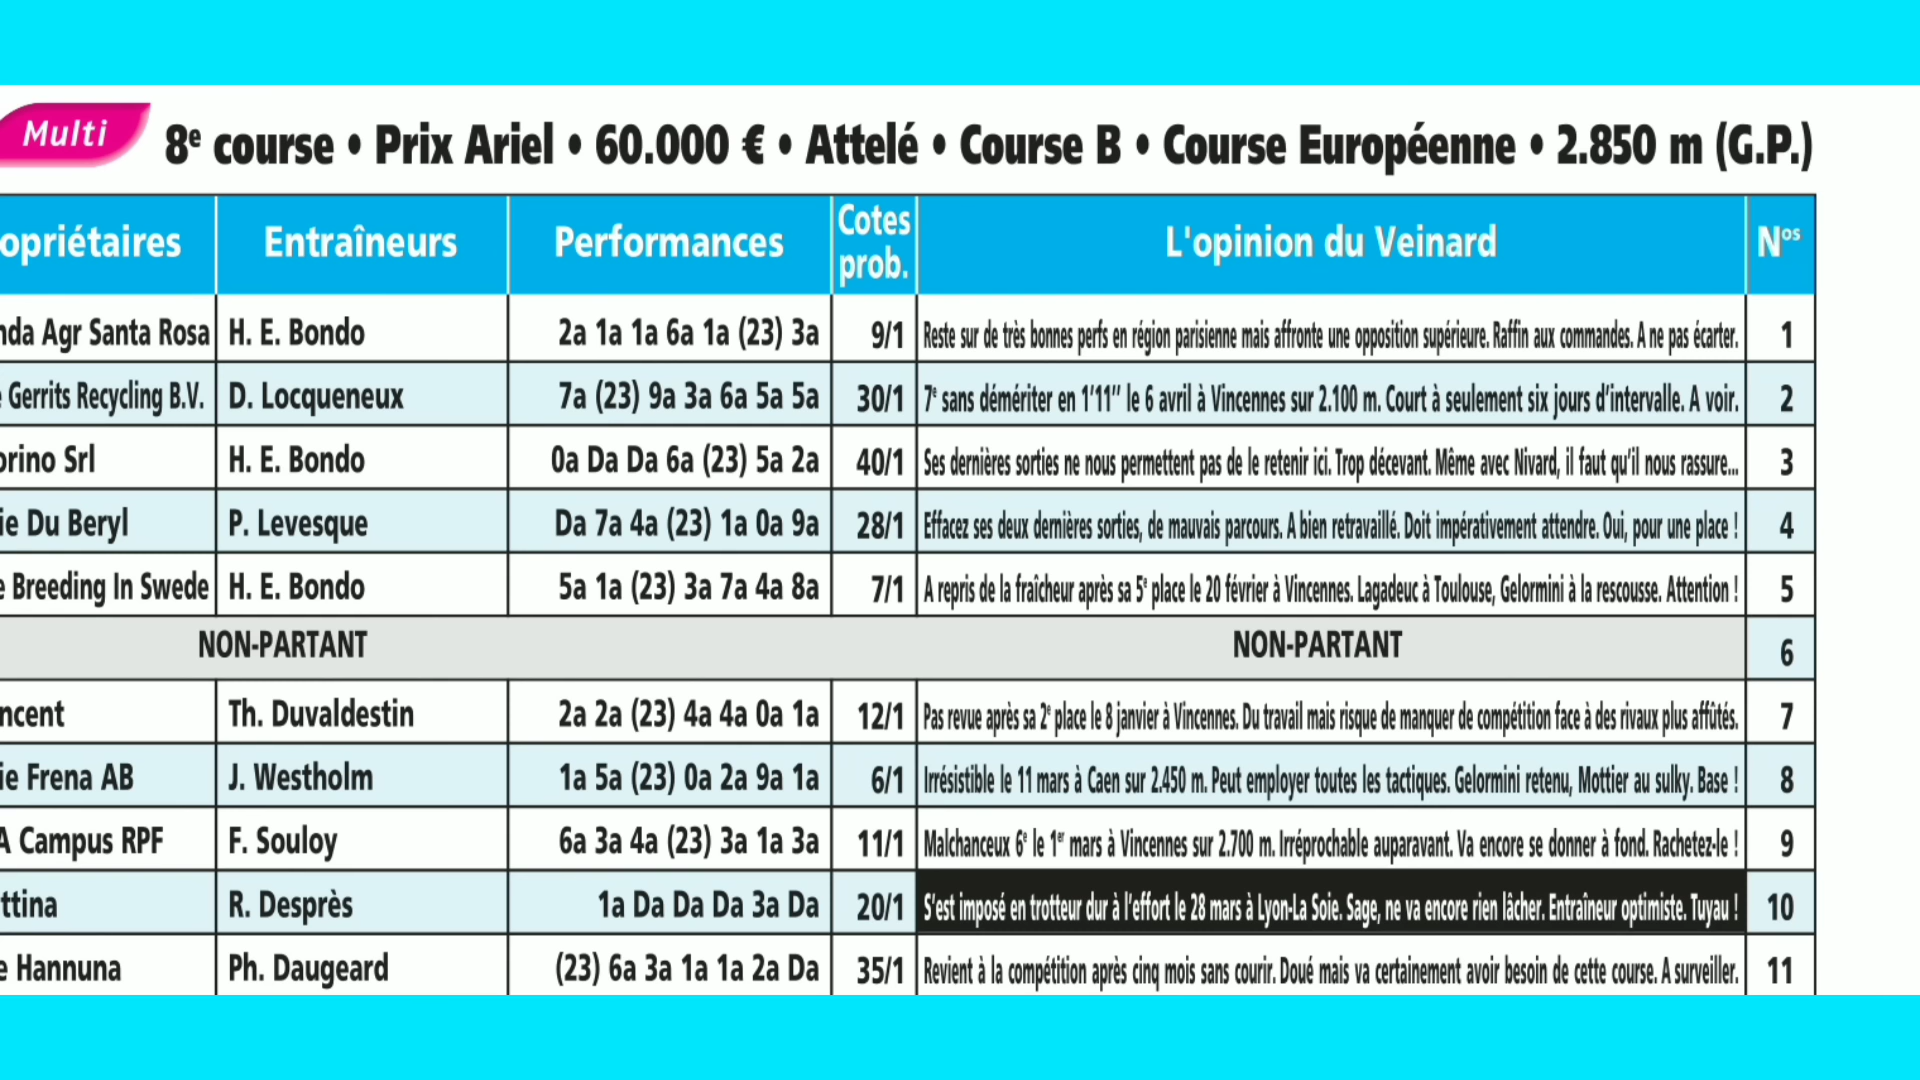 Multi
8e course • Prix Ariel • 60.000 € • Attelé • Course B • Course Européenne • 2.850 m (G.P.)
opriétaires Entraîneurs Performances Cotes prob. L'opinion du Veinard Nos
nda Agr Santa Rosa H. E. Bondo 2a 1a 1a 6a 1a (23) 3a 9/1 Reste sur de très bonnes perfs en région parisienne mais affronte une opposition supérieure. Raffin aux commandes. A ne pas écarter. 1
e Gerrits Recycling B.V. D. Locqueneux 7a (23) 9a 3a 6a 5a 5a 30/1 7e sans démériter en 1'11'' le 6 avril à Vincennes sur 2.100 m. Court à seulement six jours d'intervalle. A voir. 2
orino Srl H. E. Bondo 0a Da Da 6a (23) 5a 2a 40/1 Ses dernières sorties ne nous permettent pas de le retenir ici. Trop décevant. Même avec Nivard, il faut qu'il nous rassure... 3
ie Du Beryl P. Levesque Da 7a 4a (23) 1a 0a 9a 28/1 Effacez ses deux dernières sorties, de mauvais parcours. A bien retravaillé. Doit impérativement attendre. Oui, pour une place ! 4
e Breeding In Swede H. E. Bondo 5a 1a (23) 3a 7a 4a 8a 7/1 A repris de la fraîcheur après sa 5e place le 20 février à Vincennes. Lagadeuc à Toulouse, Gelormini à la rescousse. Attention ! 5
NON-PARTANT NON-PARTANT 6
ncent Th. Duvaldestin 2a 2a (23) 4a 4a 0a 1a 12/1 Pas revue après sa 2e place le 8 janvier à Vincennes. Du travail mais risque de manquer de compétition face à des rivaux plus affûtés. 7
ie Frena AB J. Westholm 1a 5a (23) 0a 2a 9a 1a 6/1 Irrésistible le 11 mars à Caen sur 2.450 m. Peut employer toutes les tactiques. Gelormini retenu, Mottier au sulky. Base ! 8
A Campus RPF F. Souloy 6a 3a 4a (23) 3a 1a 3a 11/1 Malchanceux 6e le 1er mars à Vincennes sur 2.700 m. Irréprochable auparavant. Va encore se donner à fond. Rachetez-le ! 9
ttina R. Desprès 1a Da Da Da 3a Da 20/1 S'est imposé en trotteur dur à l'effort le 28 mars à Lyon-La Soie. Sage, ne va encore rien lâcher. Entraîneur optimiste. Tuyau ! 10
e Hannuna Ph. Daugeard (23) 6a 3a 1a 1a 2a Da 35/1 Revient à la compétition après cinq mois sans courir. Doué mais va certainement avoir besoin de cette course. A surveiller. 11